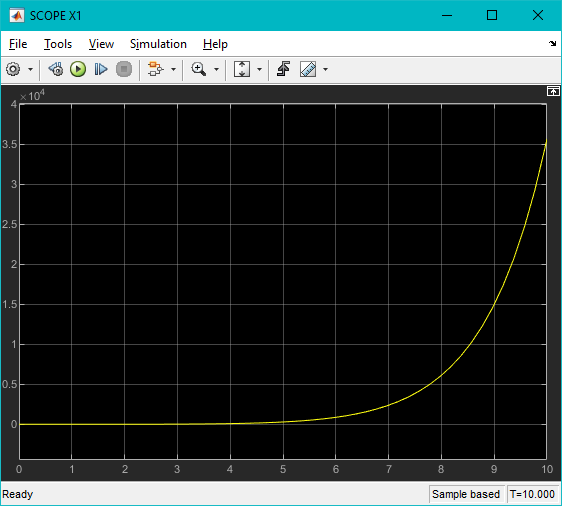 SCOPE X1
File Tools View Simulation Help
×10⁴
4
3.5
3
2.5
2
1.5
1
0.5
0
0 1 2 3 4 5 6 7 8 9 10
Ready Sample based T=10.000